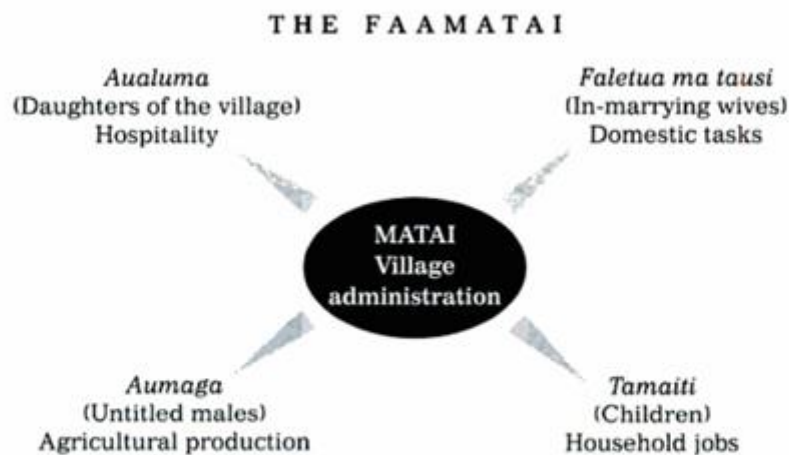 THE FAAMATAI
Aualuma
(Daughters of the village)
Hospitality
Faletua ma tausi
(In-marrying wives)
Domestic tasks
MATAI
Village
administration
Aumaga
(Untitled males)
Agricultural production
Tamaiti
(Children)
Household jobs